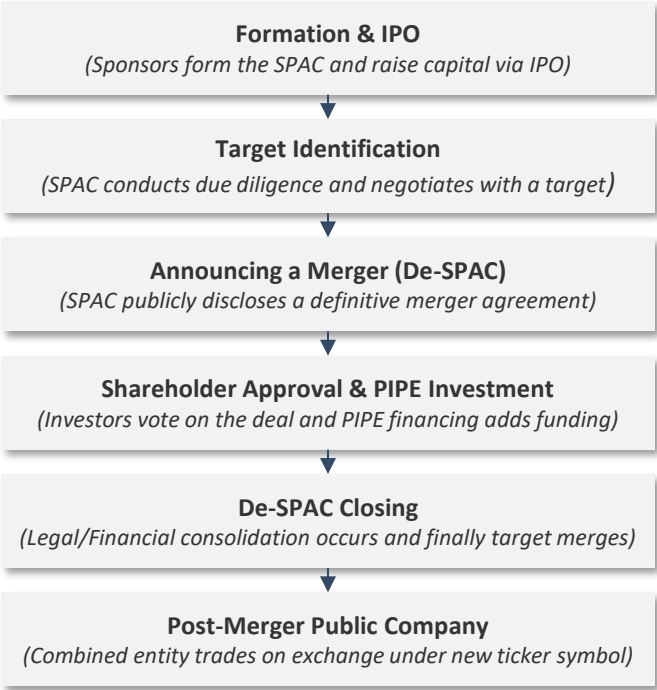 Formation & IPO
(Sponsors form the SPAC and raise capital via IPO)
Target Identification
(SPAC conducts due diligence and negotiates with a target)
Announcing a Merger (De-SPAC)
(SPAC publicly discloses a definitive merger agreement)
Shareholder Approval & PIPE Investment
(Investors vote on the deal and PIPE financing adds funding)
De-SPAC Closing
(Legal/Financial consolidation occurs and finally target merges)
Post-Merger Public Company
(Combined entity trades on exchange under new ticker symbol)